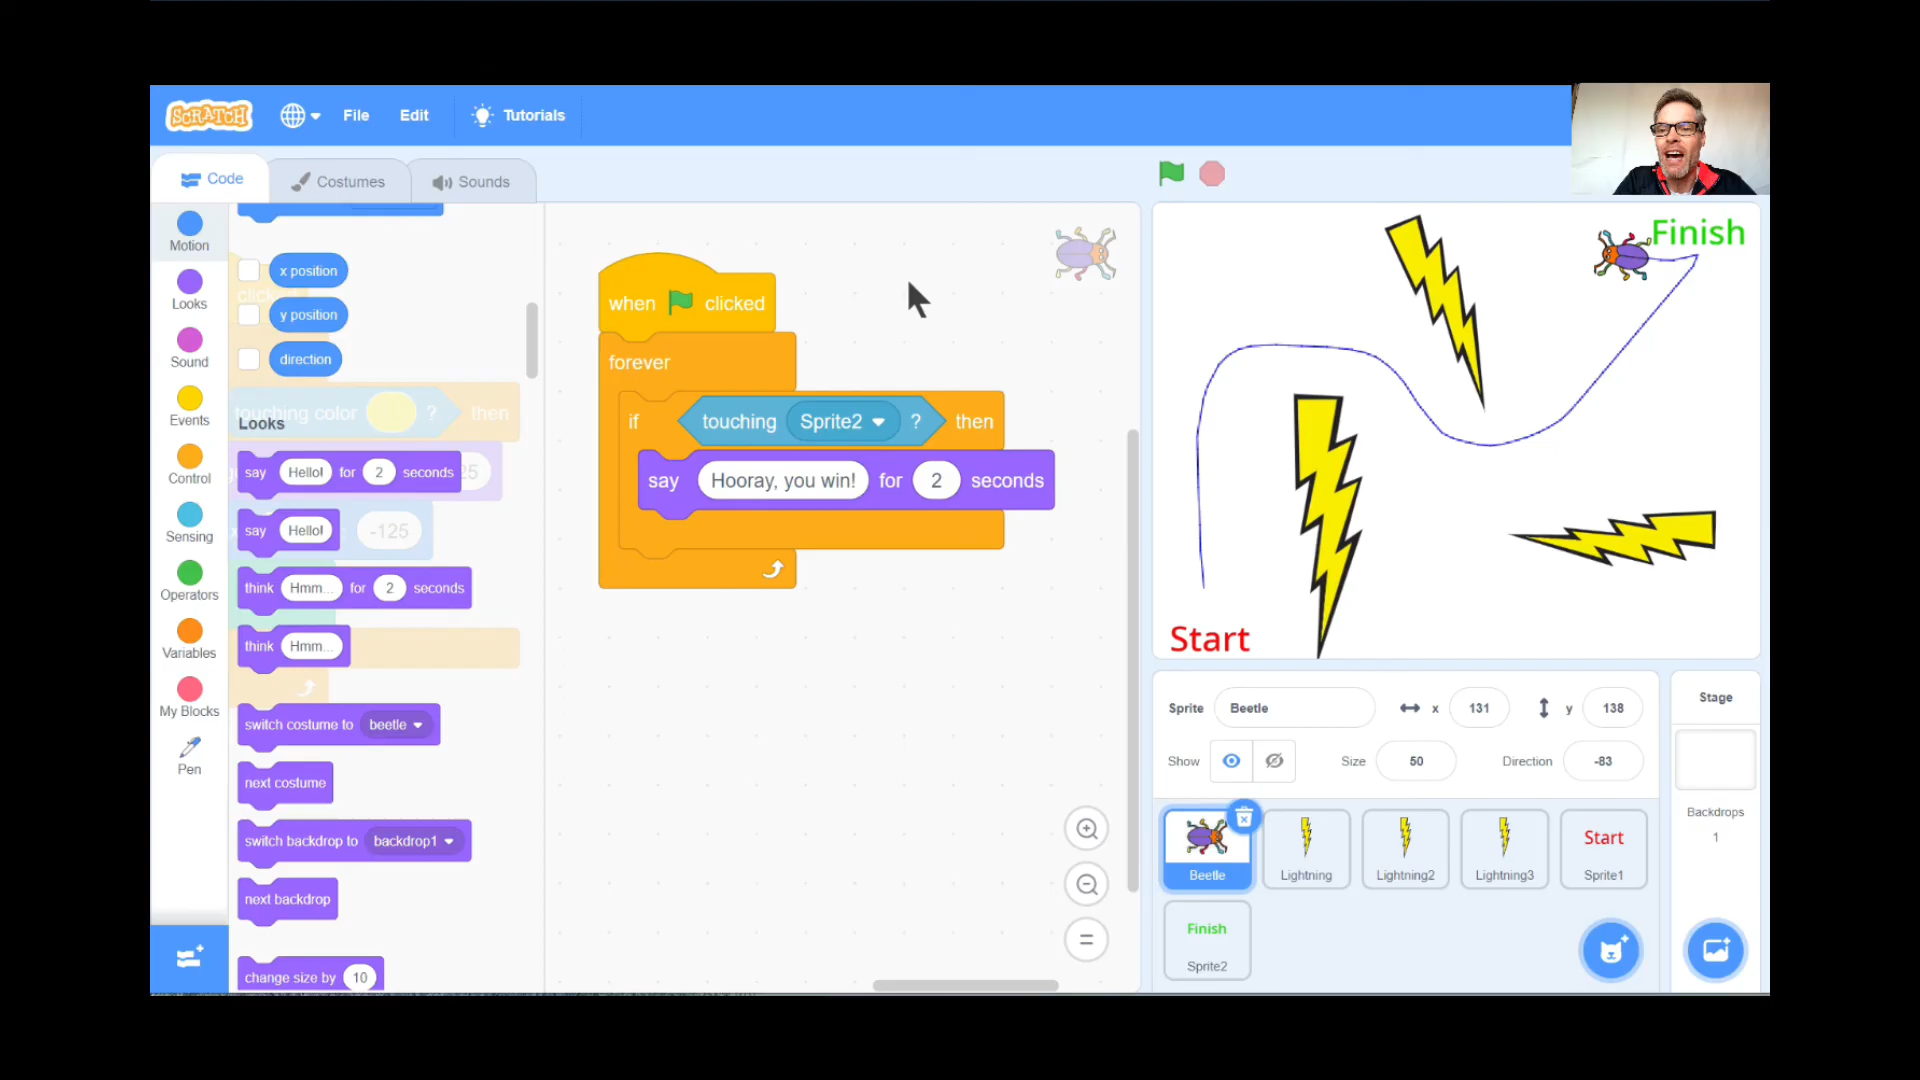 SCRATCH File Edit Tutorials
Code Costumes Sounds
Motion
Looks
Sound
Events
Control
Sensing
Operators
Variables
My Blocks
Pen
x position
y position
direction
touching color ? then
Looks
say Hello! for 2 seconds
say Hello!
-125
think Hmm... for 2 seconds
think Hmm...
switch costume to beetle
next costume
switch backdrop to backdrop1
next backdrop
change size by 10
when clicked
forever
if touching Sprite2 ? then
say Hooray, you win! for 2 seconds
Finish
Start
Sprite Beetle x 131 y 138
Show Size 50 Direction -83
Beetle
Lightning
Lightning2
Lightning3
Start
Sprite1
Finish
Sprite2
Stage
Backdrops
1